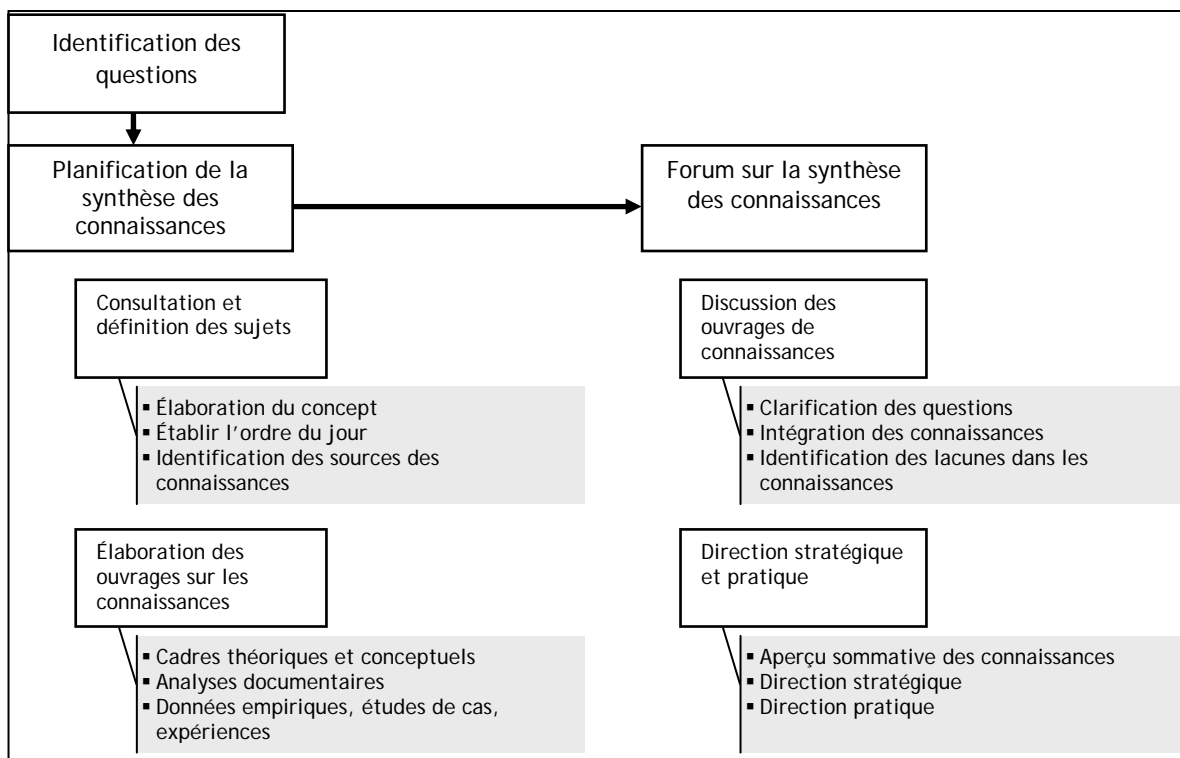 Identification des
questions
Planification de la
synthèse des
connaissances
Forum sur la synthèse
des connaissances
Consultation et
définition des sujets
▪ Élaboration du concept
▪ Établir l'ordre du jour
▪ Identification des sources des
connaissances
Élaboration des
ouvrages sur les
connaissances
▪ Cadres théoriques et conceptuels
▪ Analyses documentaires
▪ Données empiriques, études de cas,
expériences
Discussion des
ouvrages de
connaissances
▪ Clarification des questions
▪ Intégration des connaissances
▪ Identification des lacunes dans les
connaissances
Direction stratégique
et pratique
▪ Aperçu sommative des connaissances
▪ Direction stratégique
▪ Direction pratique